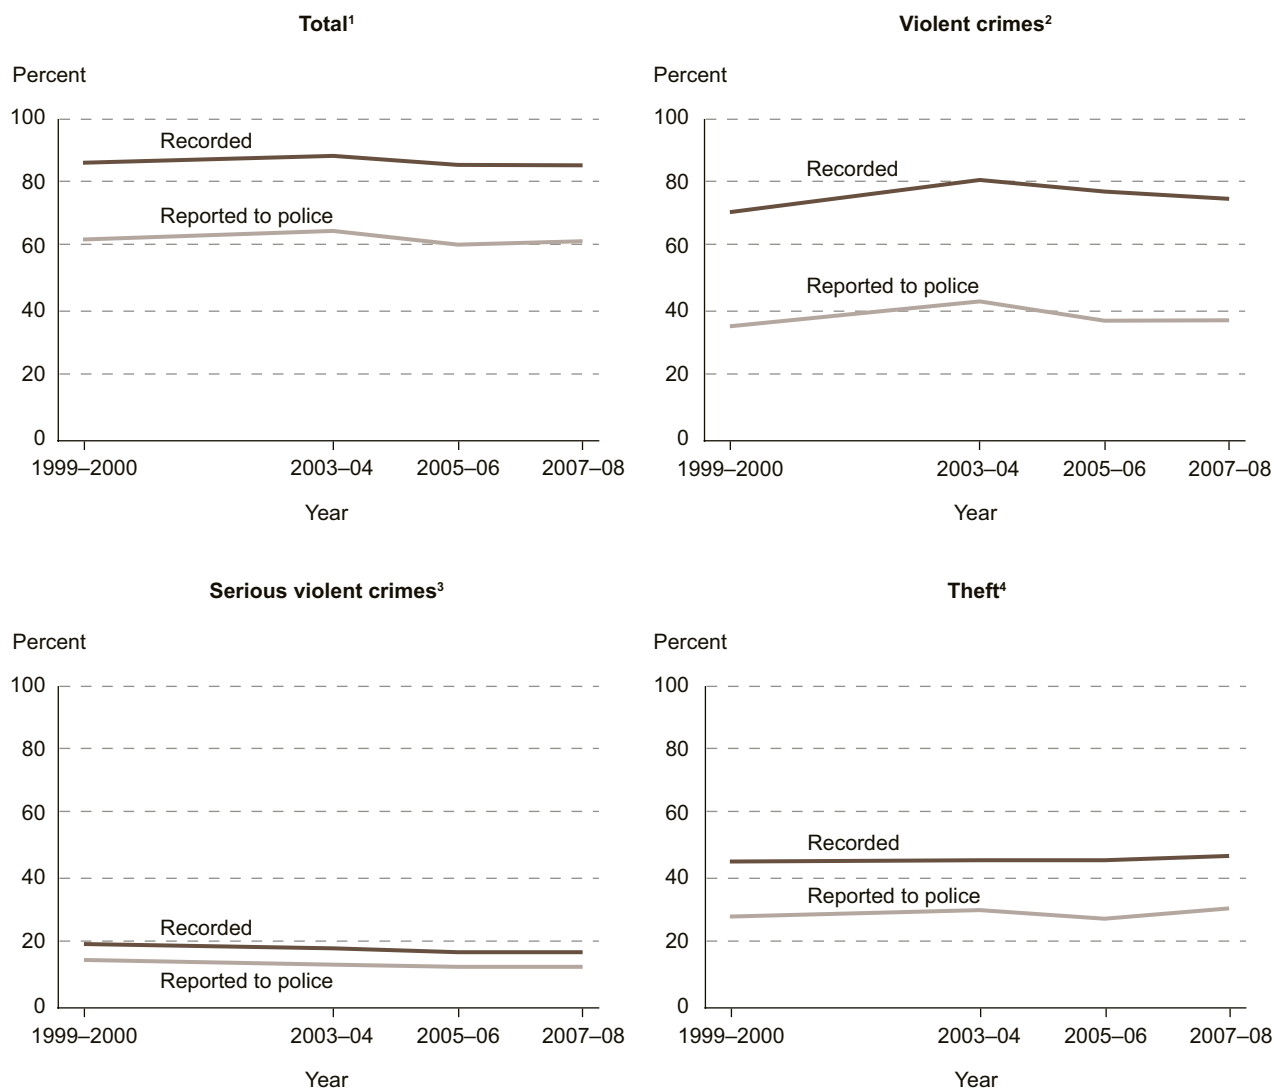 Total¹
Percent
100
80
60
40
20
0
Recorded
Reported to police
1999–2000 2003–04 2005–06 2007–08
Year
Violent crimes²
Percent
100
80
60
40
20
0
Recorded
Reported to police
1999–2000 2003–04 2005–06 2007–08
Year
Serious violent crimes³
Percent
100
80
60
40
20
0
Recorded
Reported to police
1999–2000 2003–04 2005–06 2007–08
Year
Theft⁴
Percent
100
80
60
40
20
0
Recorded
Reported to police
1999–2000 2003–04 2005–06 2007–08
Year